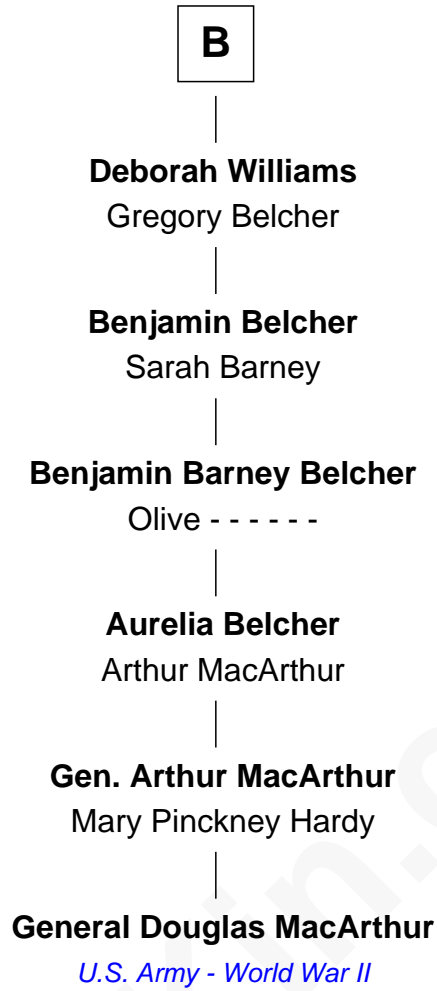 B
Deborah Williams
Gregory Belcher
Benjamin Belcher
Sarah Barney
Benjamin Barney Belcher
Olive - - - - - -
Aurelia Belcher
Arthur MacArthur
Gen. Arthur MacArthur
Mary Pinckney Hardy
General Douglas MacArthur
U.S. Army - World War II